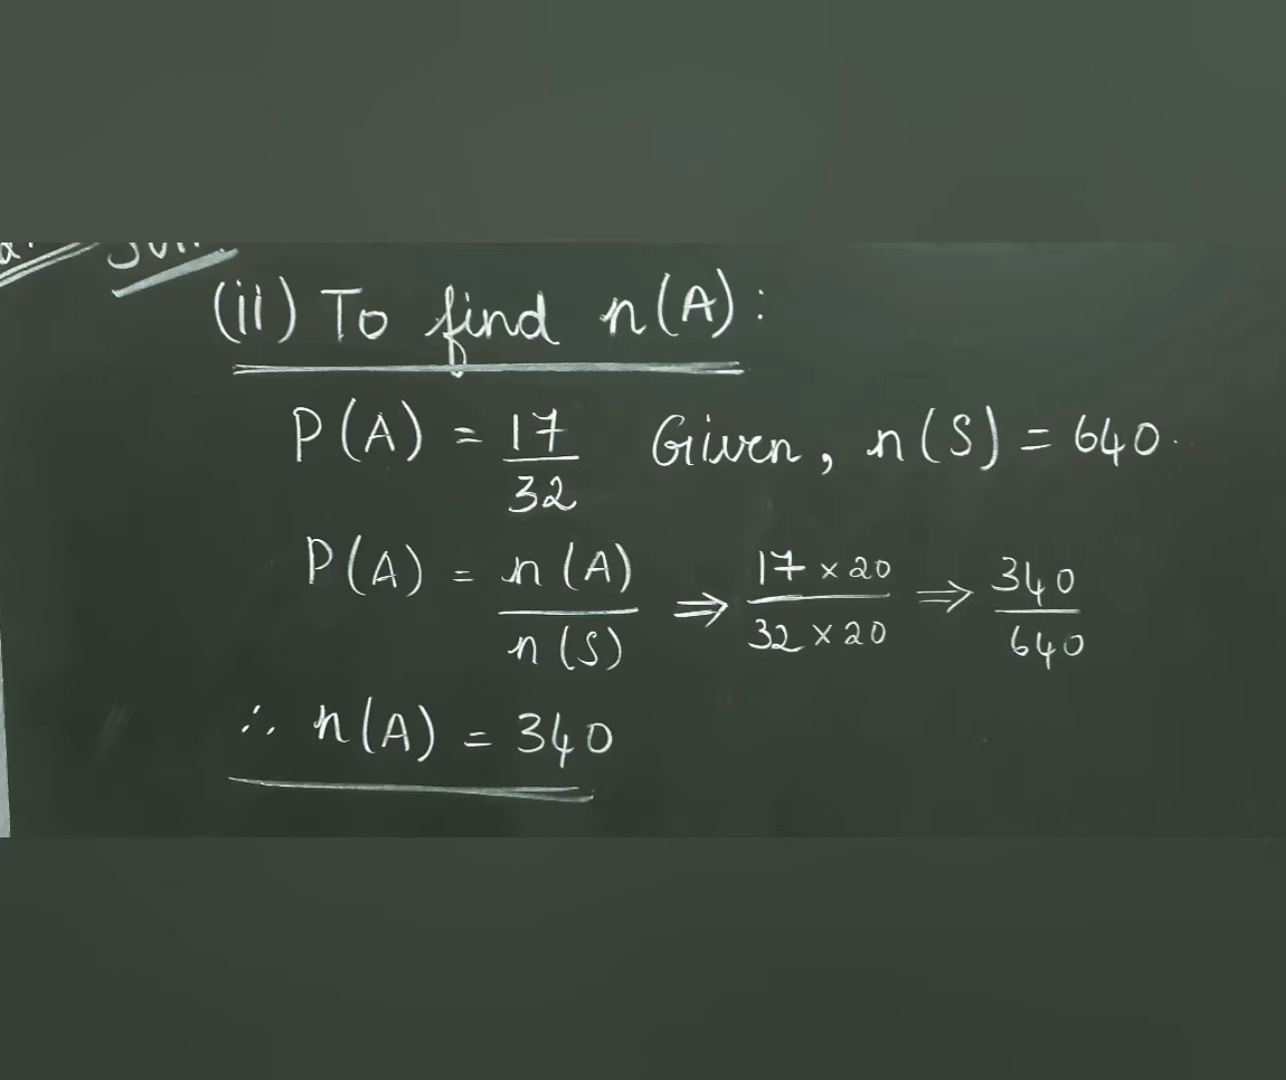 (ii) To find n(A):
P(A) = 17/32 Given, n(S) = 640.
P(A) = n(A)/n(S) ⇒ 17 × 20/32 × 20 ⇒ 340/640
∴ n(A) = 340